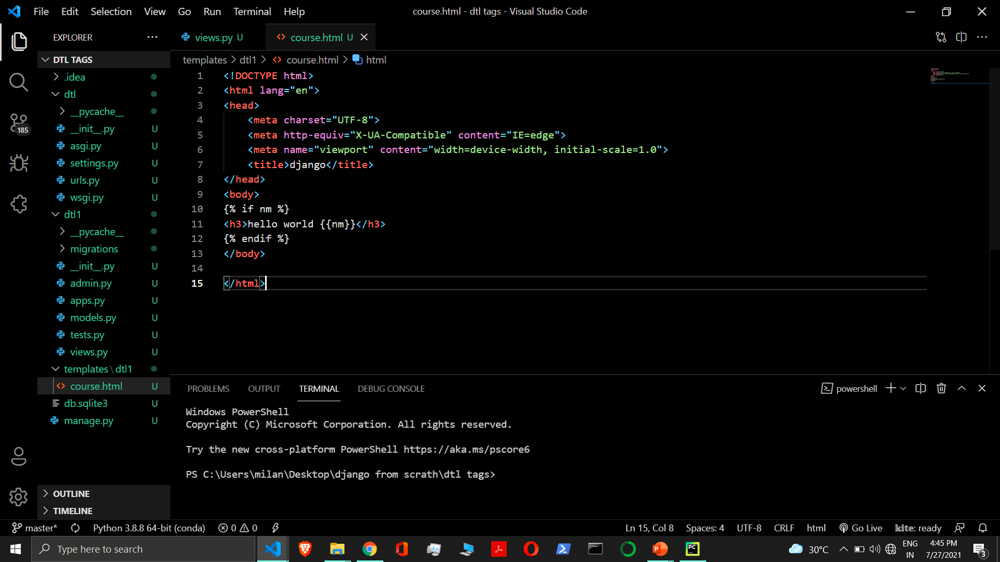 File Edit Selection View Go Run Terminal Help
course.html - dtl tags - Visual Studio Code
EXPLORER
views.py U
course.html U
DTL TAGS
templates dtl1 course.html html
.idea
dtl
__pycache__
__init__.py U
asgi.py U
settings.py U
urls.py U
wsgi.py U
dtl1
__pycache__
migrations
__init__.py U
admin.py U
apps.py U
models.py U
tests.py U
views.py U
templates\dtl1
course.html U
db.sqlite3 U
manage.py U
OUTLINE
TIMELINE
185
1 <!DOCTYPE html>
2 <html lang="en">
3 <head>
4 <meta charset="UTF-8">
5 <meta http-equiv="X-UA-Compatible" content="IE=edge">
6 <meta name="viewport" content="width=device-width, initial-scale=1.0">
7 <title>django</title>
8 </head>
9 <body>
10 {% if nm %}
11 <h3>hello world {{nm}}</h3>
12 {% endif %}
13 </body>
14
15 </html>
PROBLEMS OUTPUT TERMINAL DEBUG CONSOLE
powershell
Windows PowerShell
Copyright (C) Microsoft Corporation. All rights reserved.
Try the new cross-platform PowerShell https://aka.ms/pscore6
PS C:\Users\milan\Desktop\django from scrath\dtl tags>
master* Python 3.8.8 64-bit (conda) 0 0
Ln 15, Col 8 Spaces: 4 UTF-8 CRLF html Go Live kite: ready
Type here to search
PC
30°C
ENG
IN
4:45 PM
7/27/2021
3